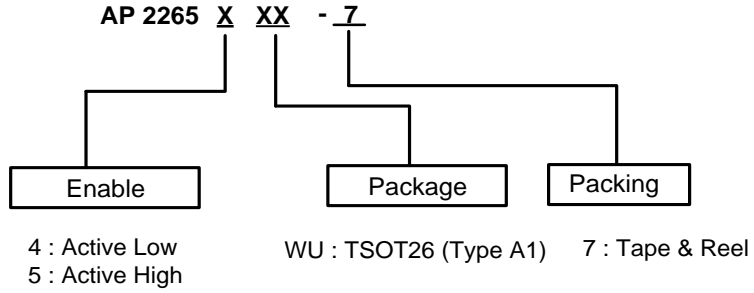 AP 2265 X XX - 7
Enable
Package
Packing
4 : Active Low
5 : Active High
WU : TSOT26 (Type A1)
7 : Tape & Reel